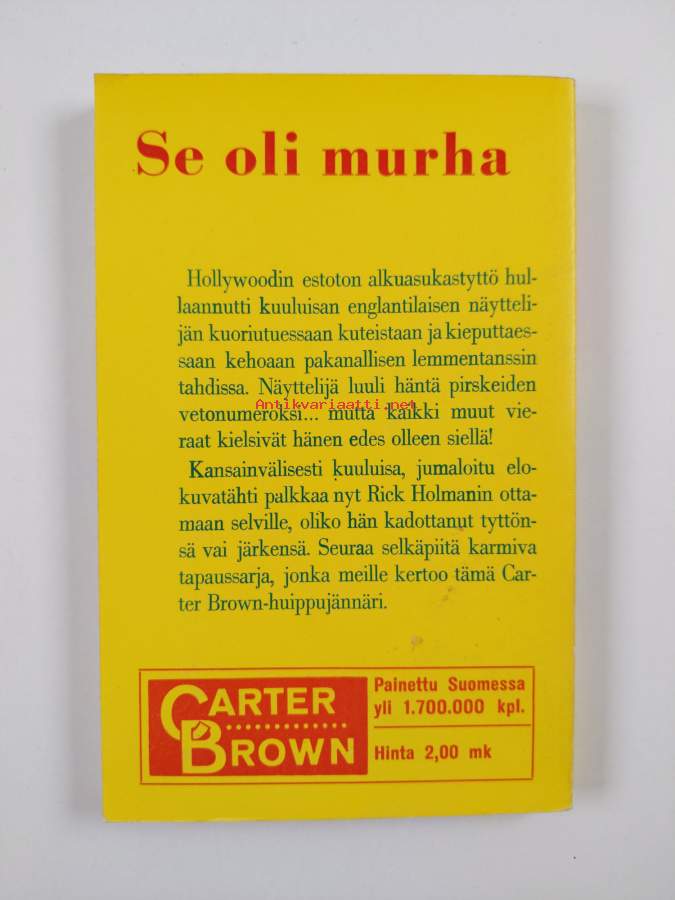 Se oli murha
Hollywoodin estoton alkuasukastyttö hul-
laannutti kuuluisan englantilaisen näytteli-
jän kuoriutuessaan kuteistaan ja kieputtaes-
saan kehoaan pakanallisen lemmentanssin
tahdissa. Näyttelijä luuli häntä pirskeiden
Antikvariaatti.net
vetonumeroksi... mutta kaikki muut vie-
raat kielsivät hänen edes olleen siellä!
Kansainvälisesti kuuluisa, jumaloitu elo-
kuvatähti palkkaa nyt Rick Holmanin otta-
maan selville, oliko hän kadottanut tyttön-
sä vai järkensä. Seuraa selkäpiitä karmiva
tapaussarja, jonka meille kertoo tämä Car-
ter Brown-huippujännäri.
CARTER
BROWN
Painettu Suomessa
yli 1.700.000 kpl.
Hinta 2,00 mk